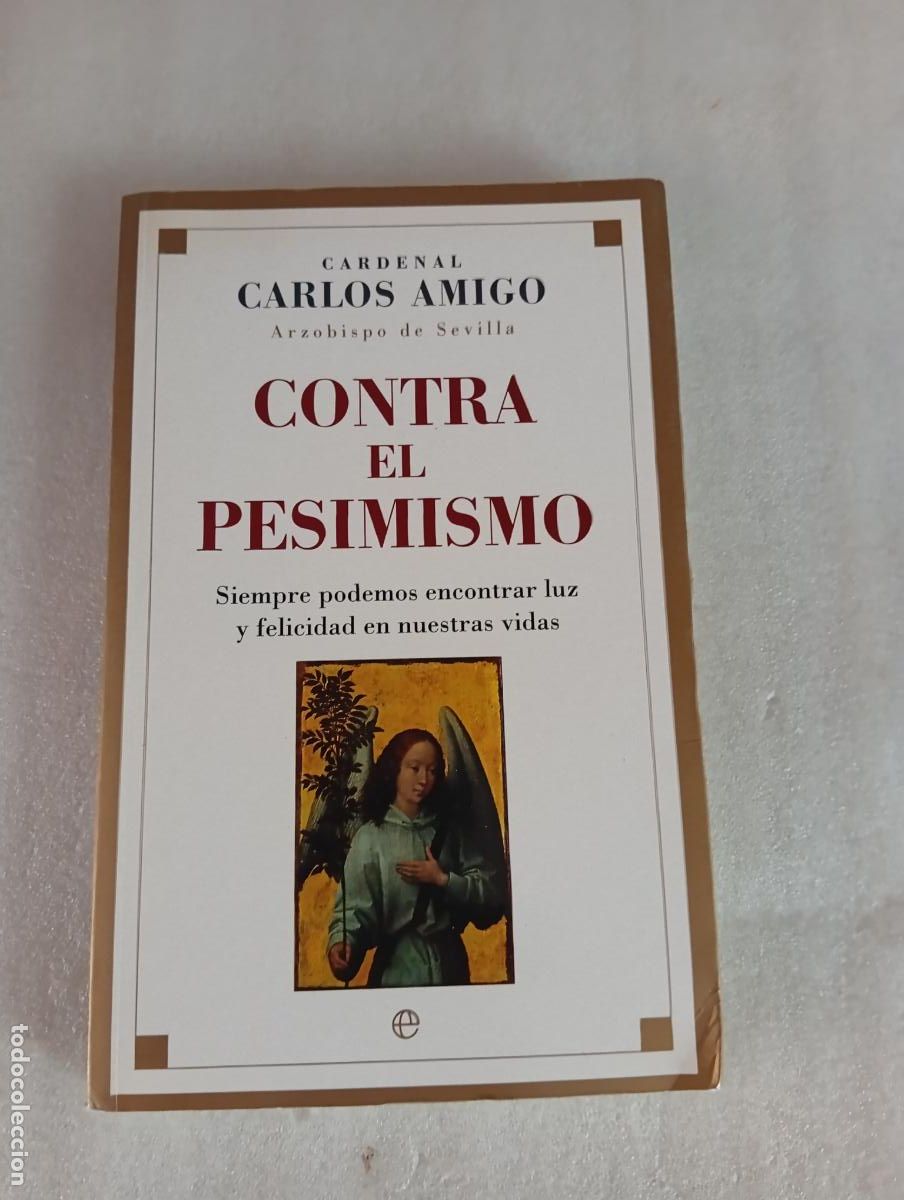 CARDENAL
CARLOS AMIGO
Arzobispo de Sevilla
CONTRA
EL
PESIMISMO
Siempre podemos encontrar luz
y felicidad en nuestras vidas
e
todocoleccion